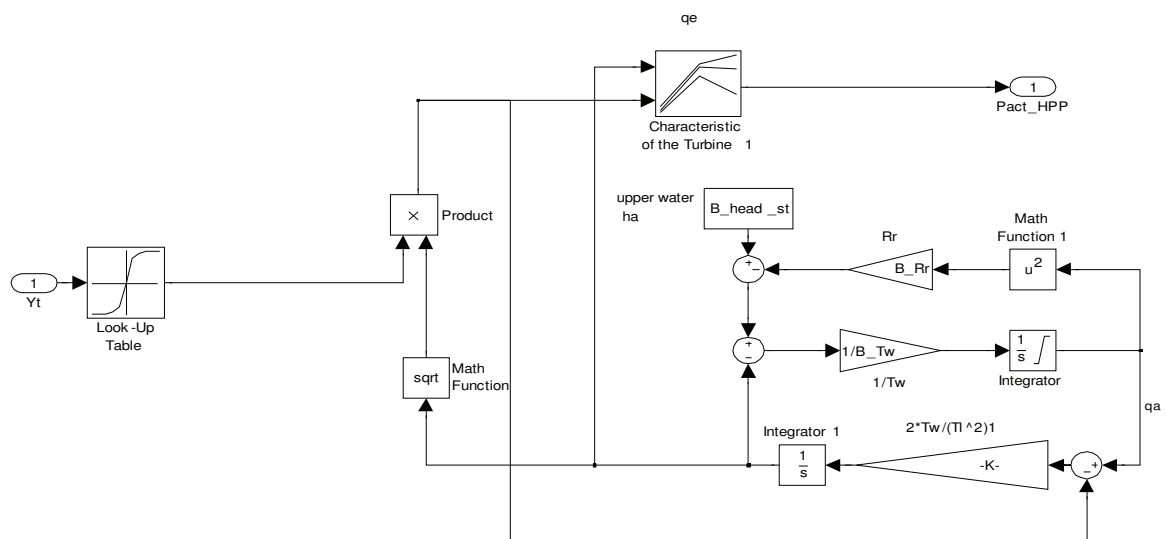 qe
1
Pact_HPP
Characteristic
of the Turbine 1
upper water
ha
B_head _st
+
−
Rr
B_Rr
Math
Function 1
u²
×
Product
1
Yt
Look -Up
Table
+
−
1/B_Tw
1/Tw
1
s
Integrator
sqrt
Math
Function
qa
Integrator 1
1
s
2*Tw/(Tl ^2)1
-K-
+
−